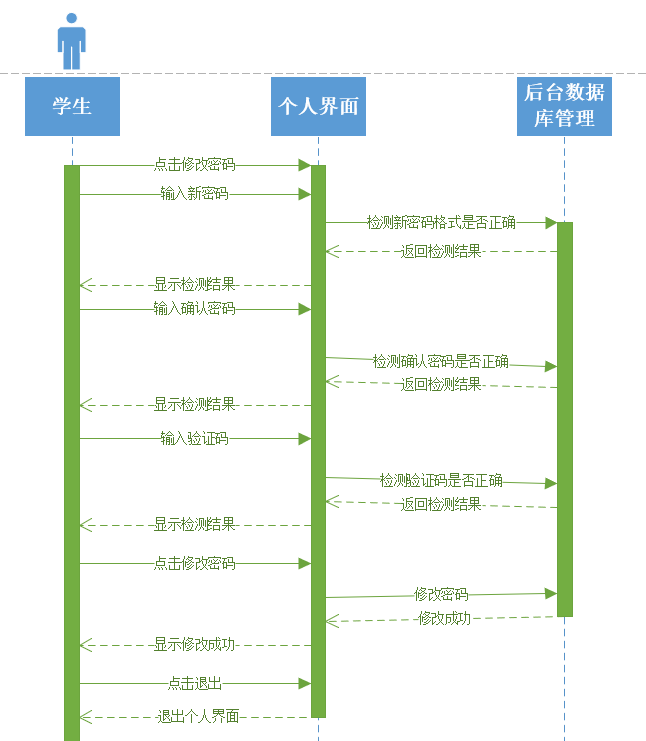 学生
个人界面
后台数据
库管理
点击修改密码
输入新密码
检测新密码格式是否正确
返回检测结果
显示检测结果
输入确认密码
检测确认密码是否正确
返回检测结果
显示检测结果
输入验证码
检测验证码是否正确
返回检测结果
显示检测结果
点击修改密码
修改密码
修改成功
显示修改成功
点击退出
退出个人界面